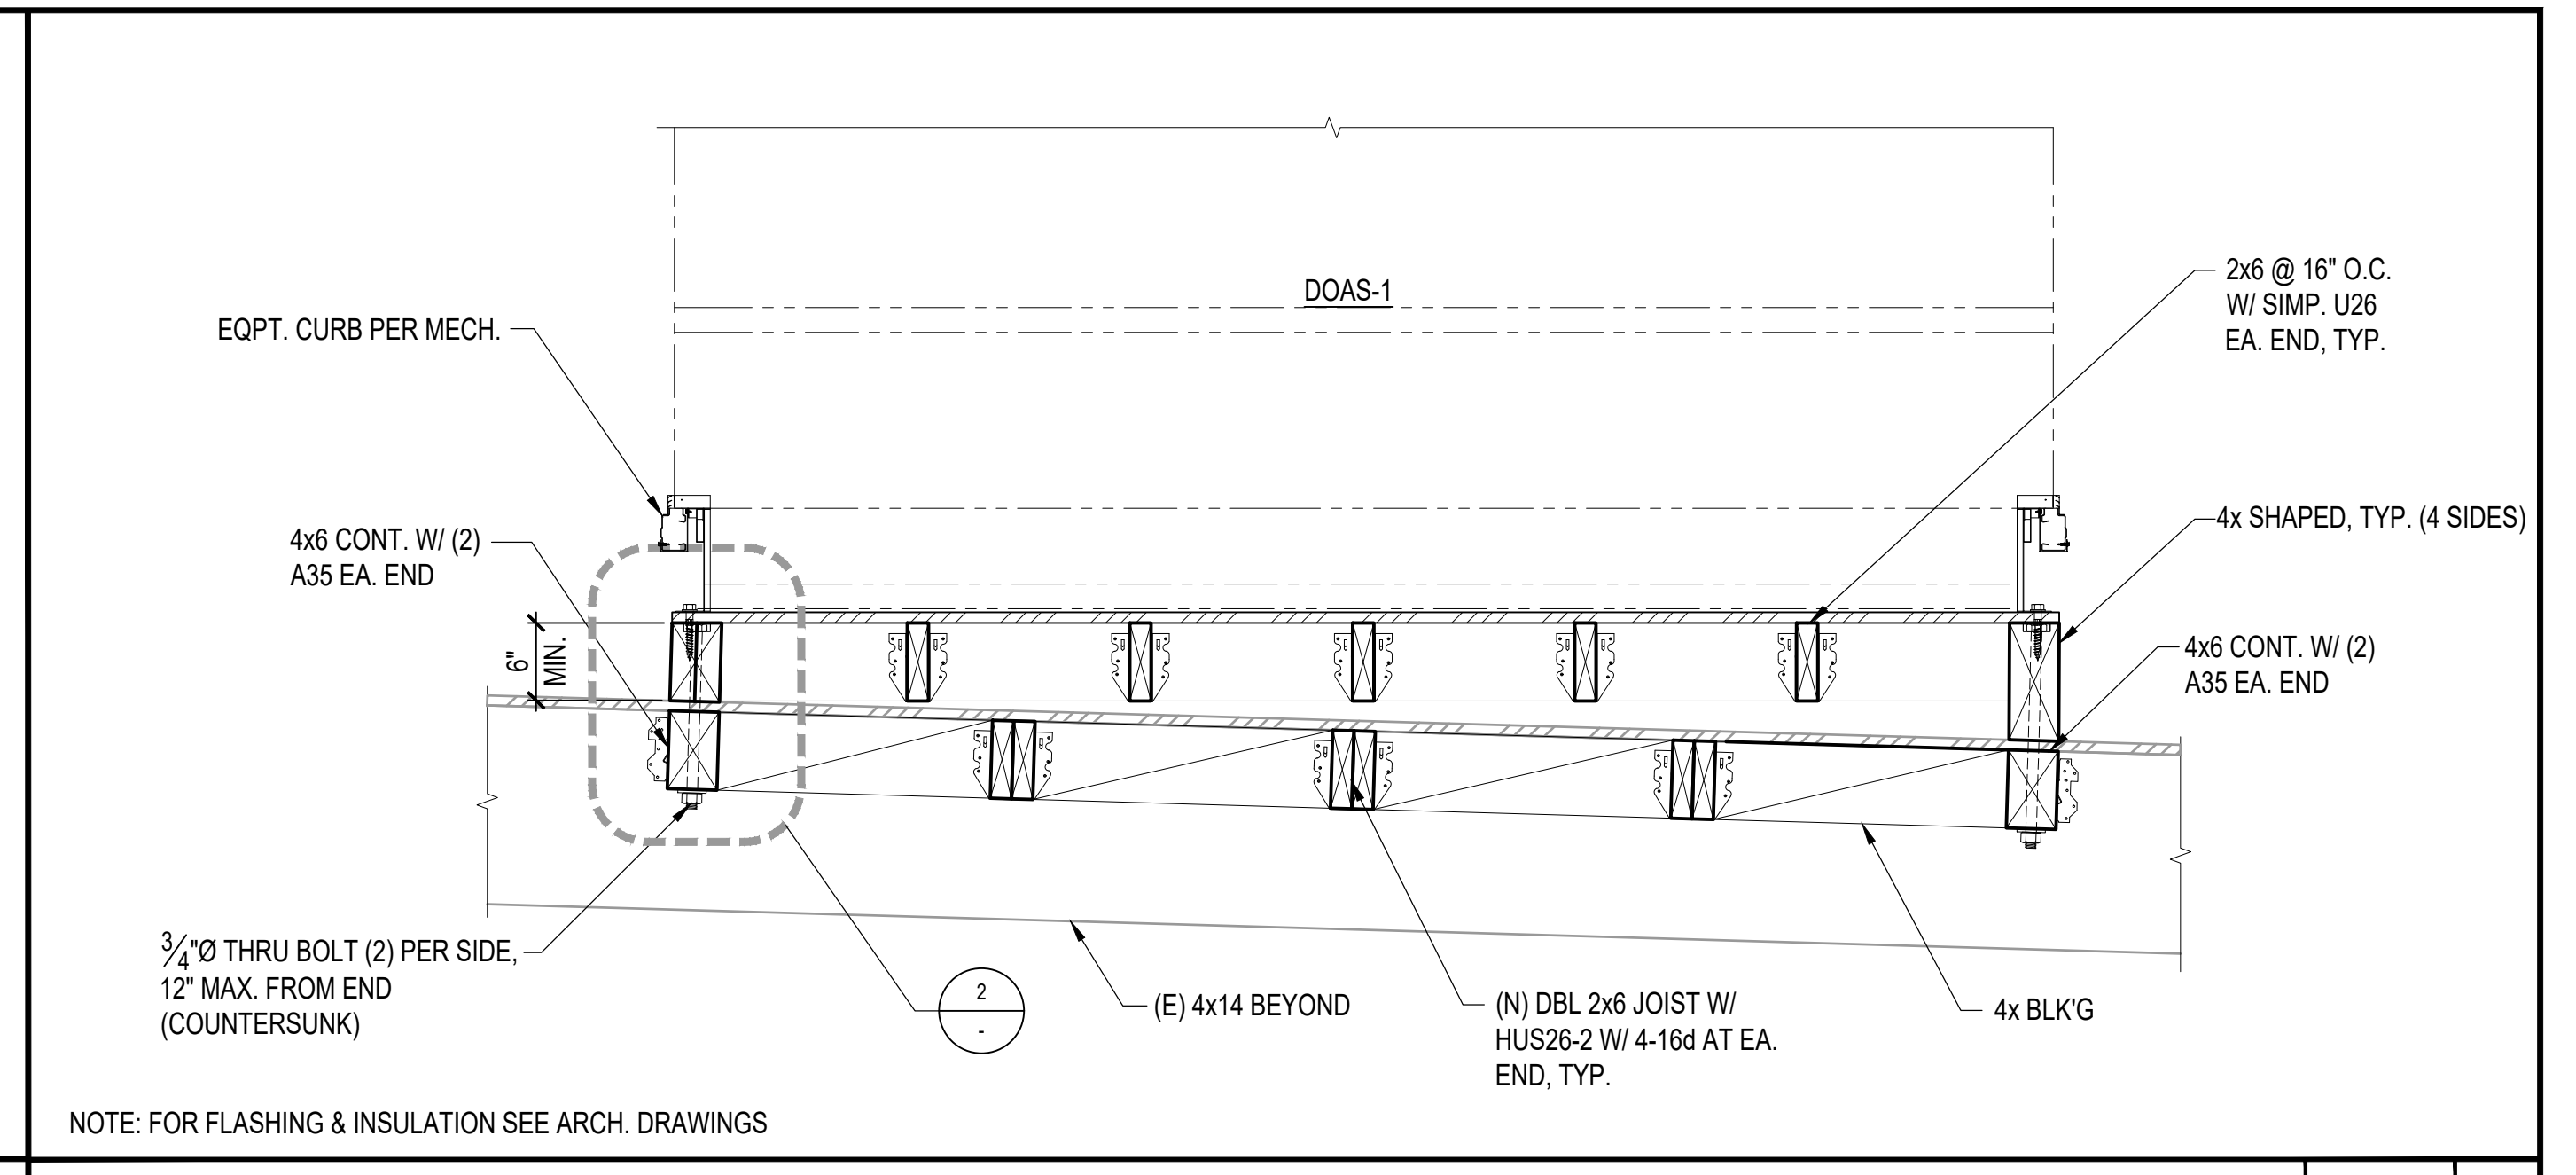 DOAS-1
EQPT. CURB PER MECH.
2x6 @ 16" O.C.
W/ SIMP. U26
EA. END, TYP.
4x6 CONT. W/ (2)
A35 EA. END
4x SHAPED, TYP. (4 SIDES)
6"
MIN.
4x6 CONT. W/ (2)
A35 EA. END
3/4"Ø THRU BOLT (2) PER SIDE,
12" MAX. FROM END
(COUNTERSUNK)
2
-
(E) 4x14 BEYOND
(N) DBL 2x6 JOIST W/
HUS26-2 W/ 4-16d AT EA.
END, TYP.
4x BLK'G
NOTE: FOR FLASHING & INSULATION SEE ARCH. DRAWINGS